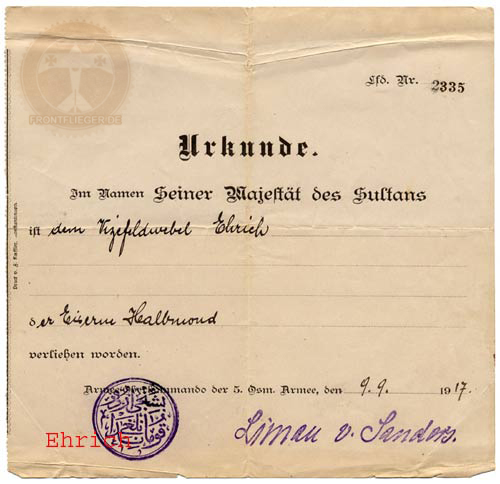 FRONTFLIEGER.DE
Lfd. Nr. 2335
Urkunde.
Im Namen Seiner Majestät des Sultans
ist dem Vizefeldwebel Ehrich
der Eiserne Halbmond
verliehen worden.
Armee-Oberkommando der 5. Osm. Armee, den 9. 9. 1917.
Ehrich
Liman v. Sanders.